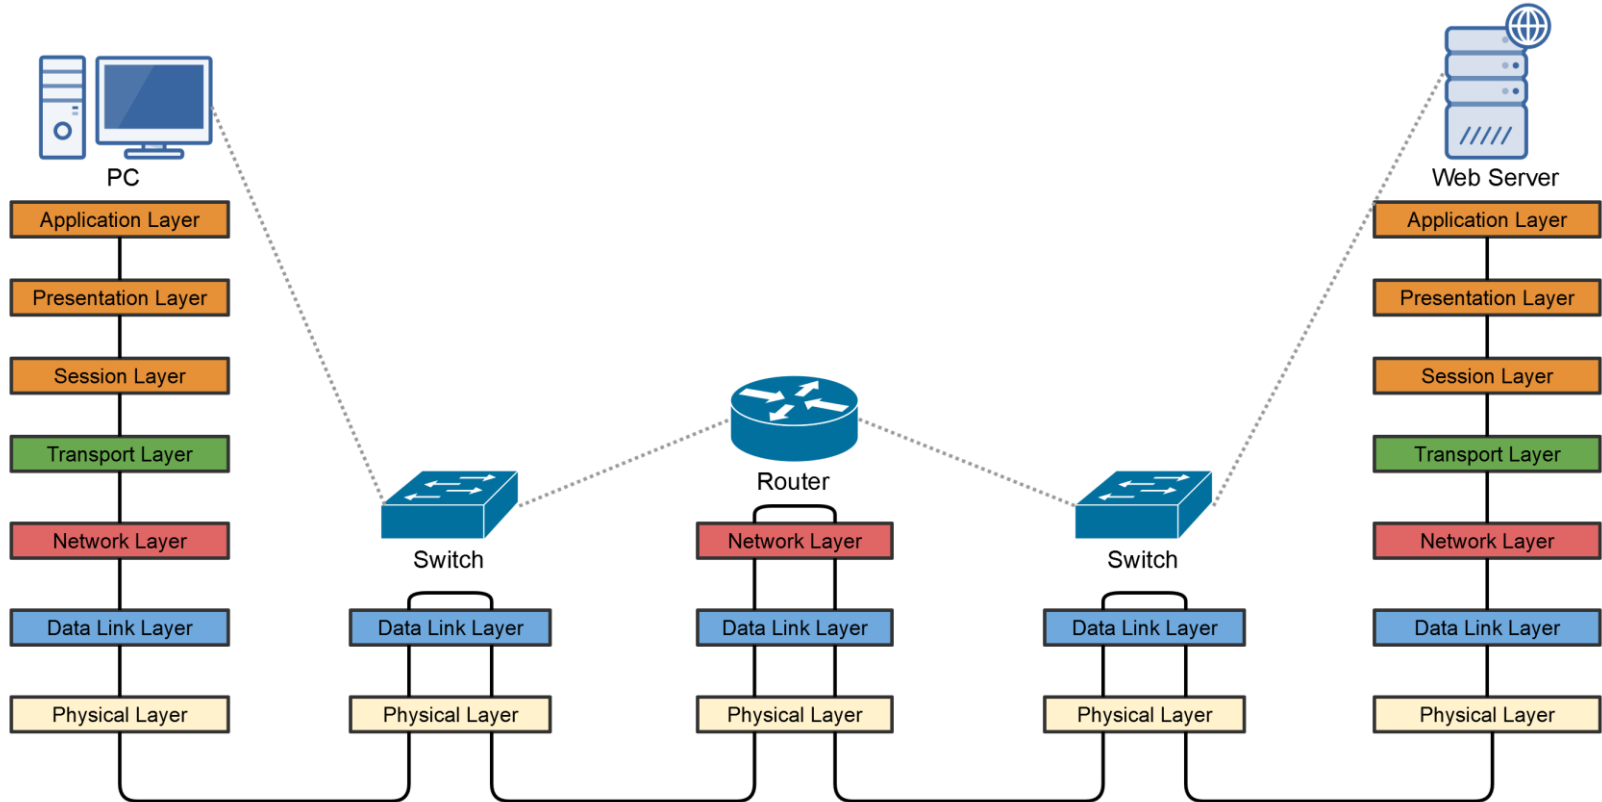 PC
Application Layer
Presentation Layer
Session Layer
Transport Layer
Network Layer
Data Link Layer
Physical Layer
Switch
Data Link Layer
Physical Layer
Router
Network Layer
Data Link Layer
Physical Layer
Switch
Data Link Layer
Physical Layer
Web Server
Application Layer
Presentation Layer
Session Layer
Transport Layer
Network Layer
Data Link Layer
Physical Layer